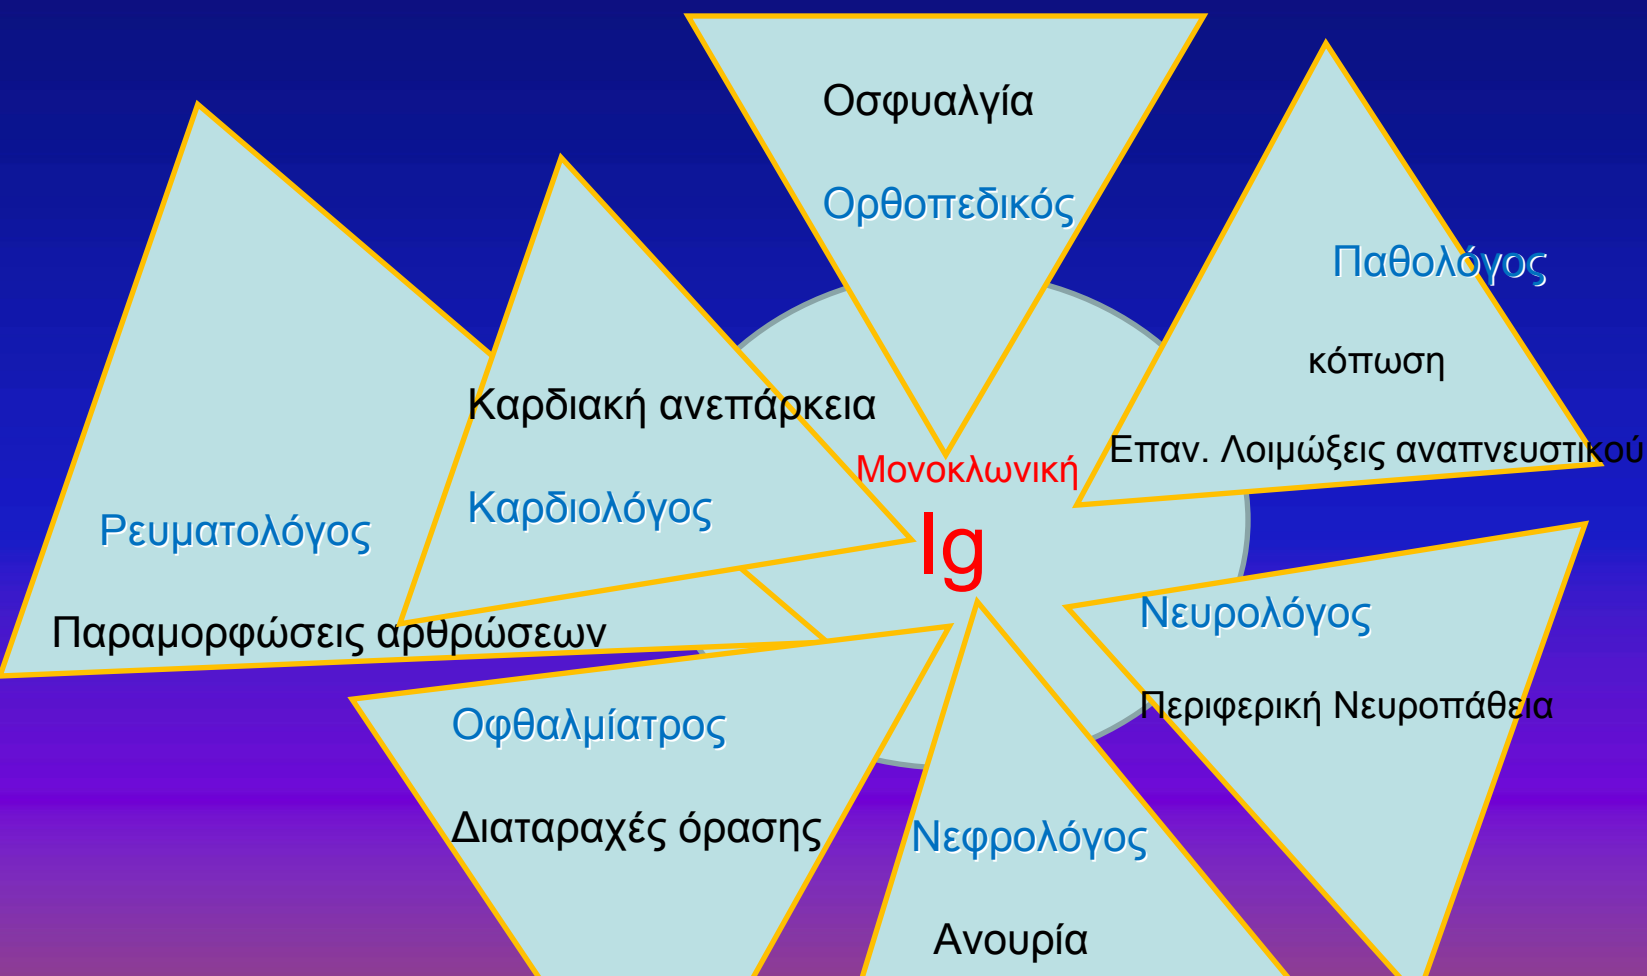 Οσφυαλγία
Ορθοπεδικός
Παθολόγος
κόπωση
Επαν. Λοιμώξεις αναπνευστικού
Καρδιακή ανεπάρκεια
Καρδιολόγος
Μονοκλωνική
Ig
Ρευματολόγος
Παραμορφώσεις αρθρώσεων
Νευρολόγος
Περιφερική Νευροπάθεια
Οφθαλμίατρος
Διαταραχές όρασης
Νεφρολόγος
Ανουρία